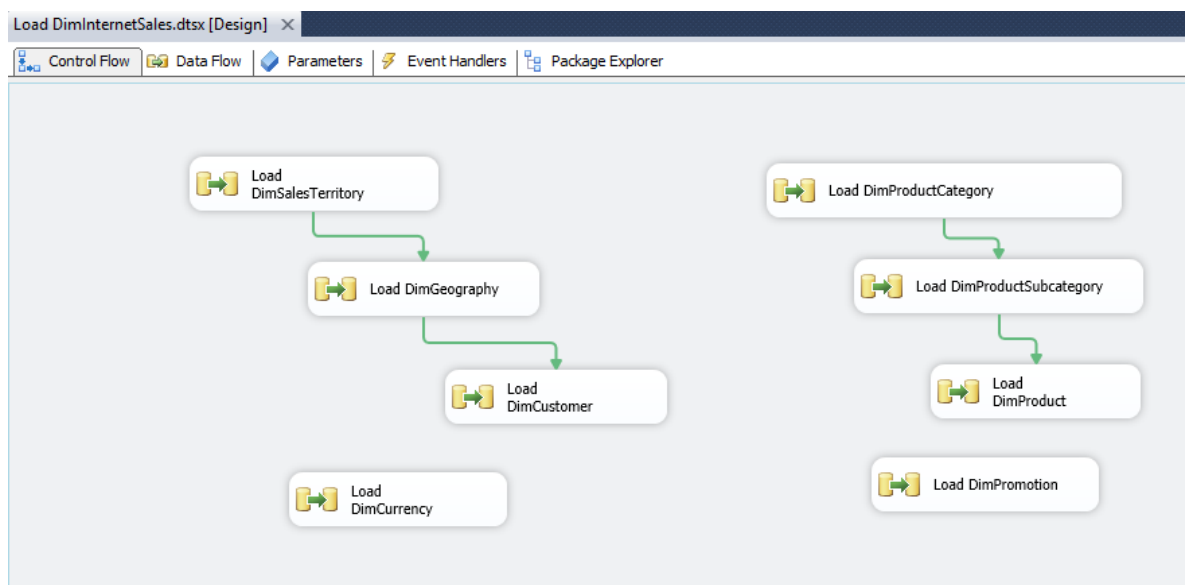 Load DimInternetSales.dtsx [Design]
Control Flow Data Flow Parameters Event Handlers Package Explorer
Load
DimSalesTerritory
Load DimProductCategory
Load DimGeography
Load DimProductSubcategory
Load
DimCustomer
Load
DimProduct
Load
DimCurrency
Load DimPromotion